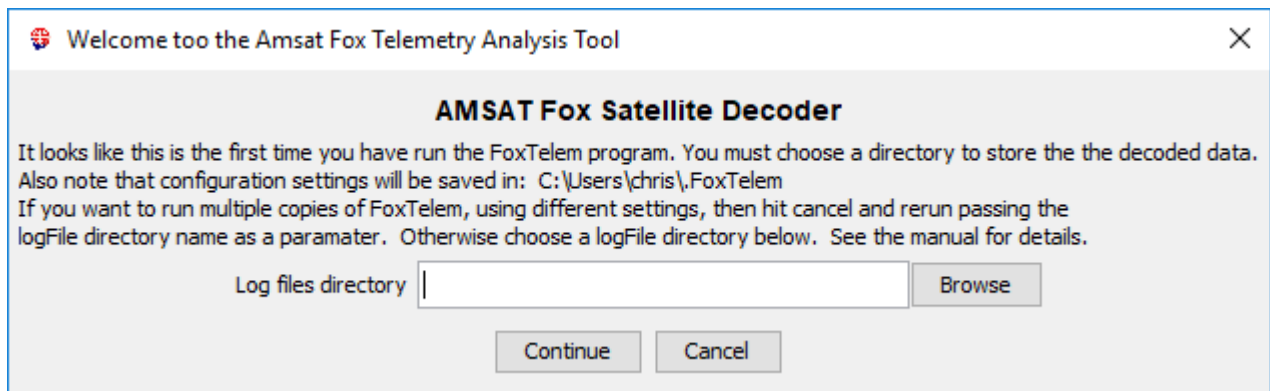 Welcome too the Amsat Fox Telemetry Analysis Tool
AMSAT Fox Satellite Decoder
It looks like this is the first time you have run the FoxTelem program. You must choose a directory to store the the decoded data.
Also note that configuration settings will be saved in:  C:\Users\chris\.FoxTelem
If you want to run multiple copies of FoxTelem, using different settings, then hit cancel and rerun passing the
logFile directory name as a paramater.  Otherwise choose a logFile directory below.  See the manual for details.
Log files directory Browse
Continue Cancel